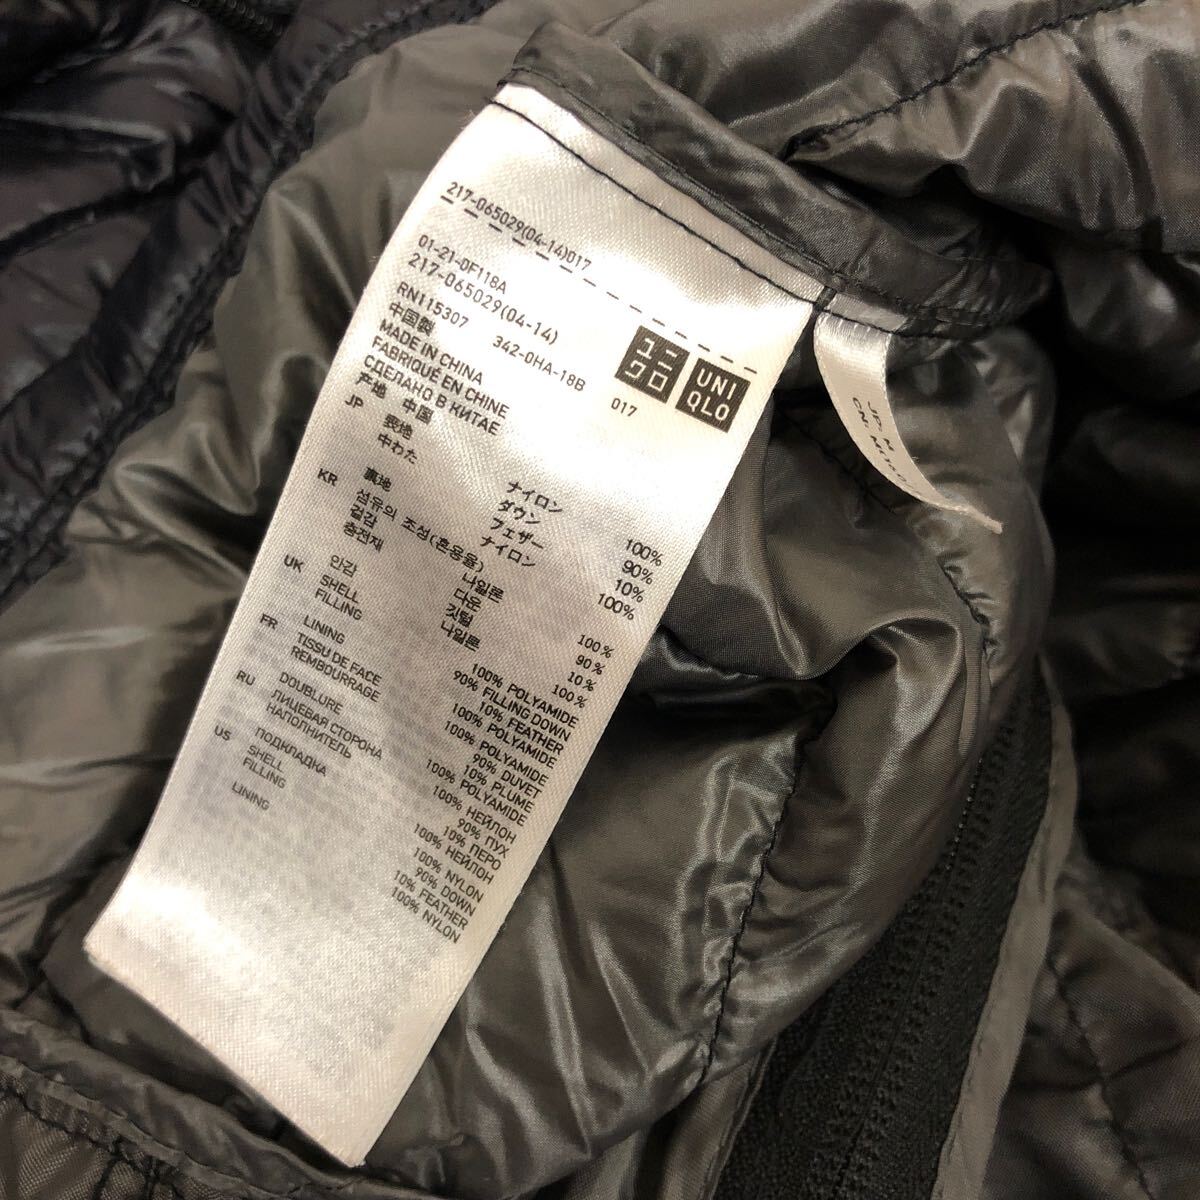 217-065029(04-14)017
01-21-0F118A
217-065029(04-14)
RN115307 342-0HA-18B 017
ユニ
クロ
UNI
QLO
中国製
MADE IN CHINA
FABRIQUÉ EN CHINE
СДЕЛАНО В КИТАЕ
产地 中国
JP 表地 ナイロン 100%
中わた ダウン 90%
フェザー 10%
裏地 ナイロン 100%
KR 섬유의 조성(혼용율)
겉감 나일론 100%
충전재 다운 90%
깃털 10%
안감 나일론 100%
UK SHELL 100% POLYAMIDE
FILLING 90% FILLING DOWN
10% FEATHER
LINING 100% POLYAMIDE
FR TISSU DE FACE 100% POLYAMIDE
REMBOURRAGE 90% DUVET
10% PLUME
DOUBLURE 100% POLYAMIDE
RU ЛИЦЕВАЯ СТОРОНА 100% НЕЙЛОН
НАПОЛНИТЕЛЬ 90% ПУХ
10% ПЕРО
ПОДКЛАДКА 100% НЕЙЛОН
US SHELL 100% NYLON
FILLING 90% DOWN
10% FEATHER
LINING 100% NYLON
JP: M
CN: